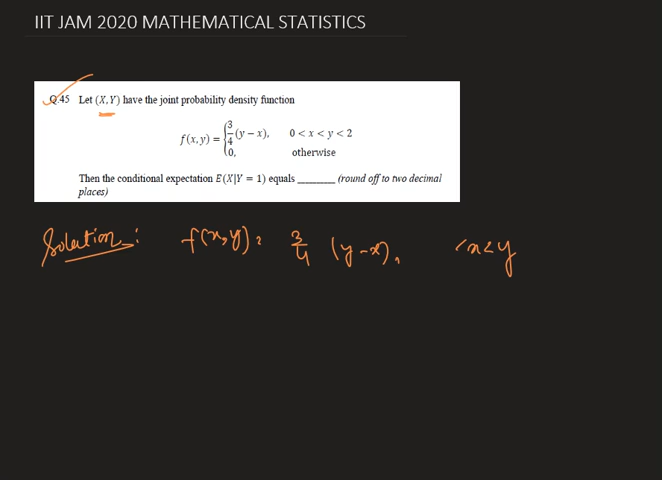 IIT JAM 2020 MATHEMATICAL STATISTICS
Q.45 Let (X,Y) have the joint probability density function
f(x,y) = { 3/4 (y − x), 0 < x < y < 2
0, otherwise
Then the conditional expectation E(X|Y = 1) equals ________ (round off to two decimal
places)
Solution: f(x,y) = 3/4 (y-x), <x<y